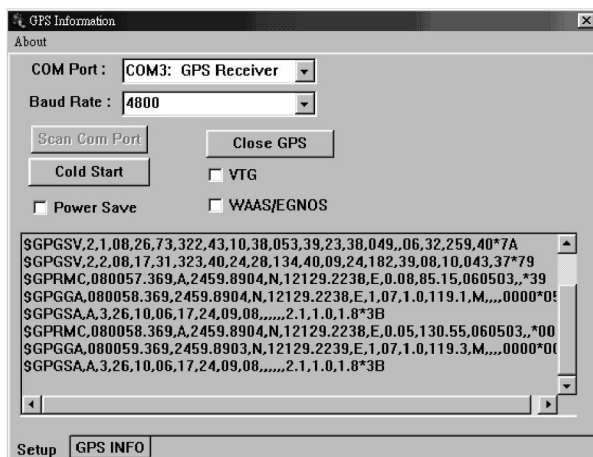 GPS Information
About
COM Port : COM3: GPS Receiver
Baud Rate : 4800
Scan Com Port
Close GPS
Cold Start
VTG
Power Save
WAAS/EGNOS
$GPGSV,2,1,08,26,73,322,43,10,38,053,39,23,38,049,,06,32,259,40*7A
$GPGSV,2,2,08,17,31,323,40,24,28,134,40,09,24,182,39,08,10,043,37*79
$GPRMC,080057.369,A,2459.8904,N,12129.2238,E,0.08,85.15,060503,,*39
$GPGGA,080058.369,2459.8904,N,12129.2238,E,1,07,1.0,119.1,M,,,,0000*0
$GPGSA,A,3,26,10,06,17,24,09,08,,,,,,2.1,1.0,1.8*3B
$GPRMC,080058.369,A,2459.8904,N,12129.2238,E,0.05,130.55,060503,,*00
$GPGGA,080059.369,2459.8903,N,12129.2239,E,1,07,1.0,119.3,M,,,,0000*0
$GPGSA,A,3,26,10,06,17,24,09,08,,,,,,2.1,1.0,1.8*3B
Setup GPS INFO